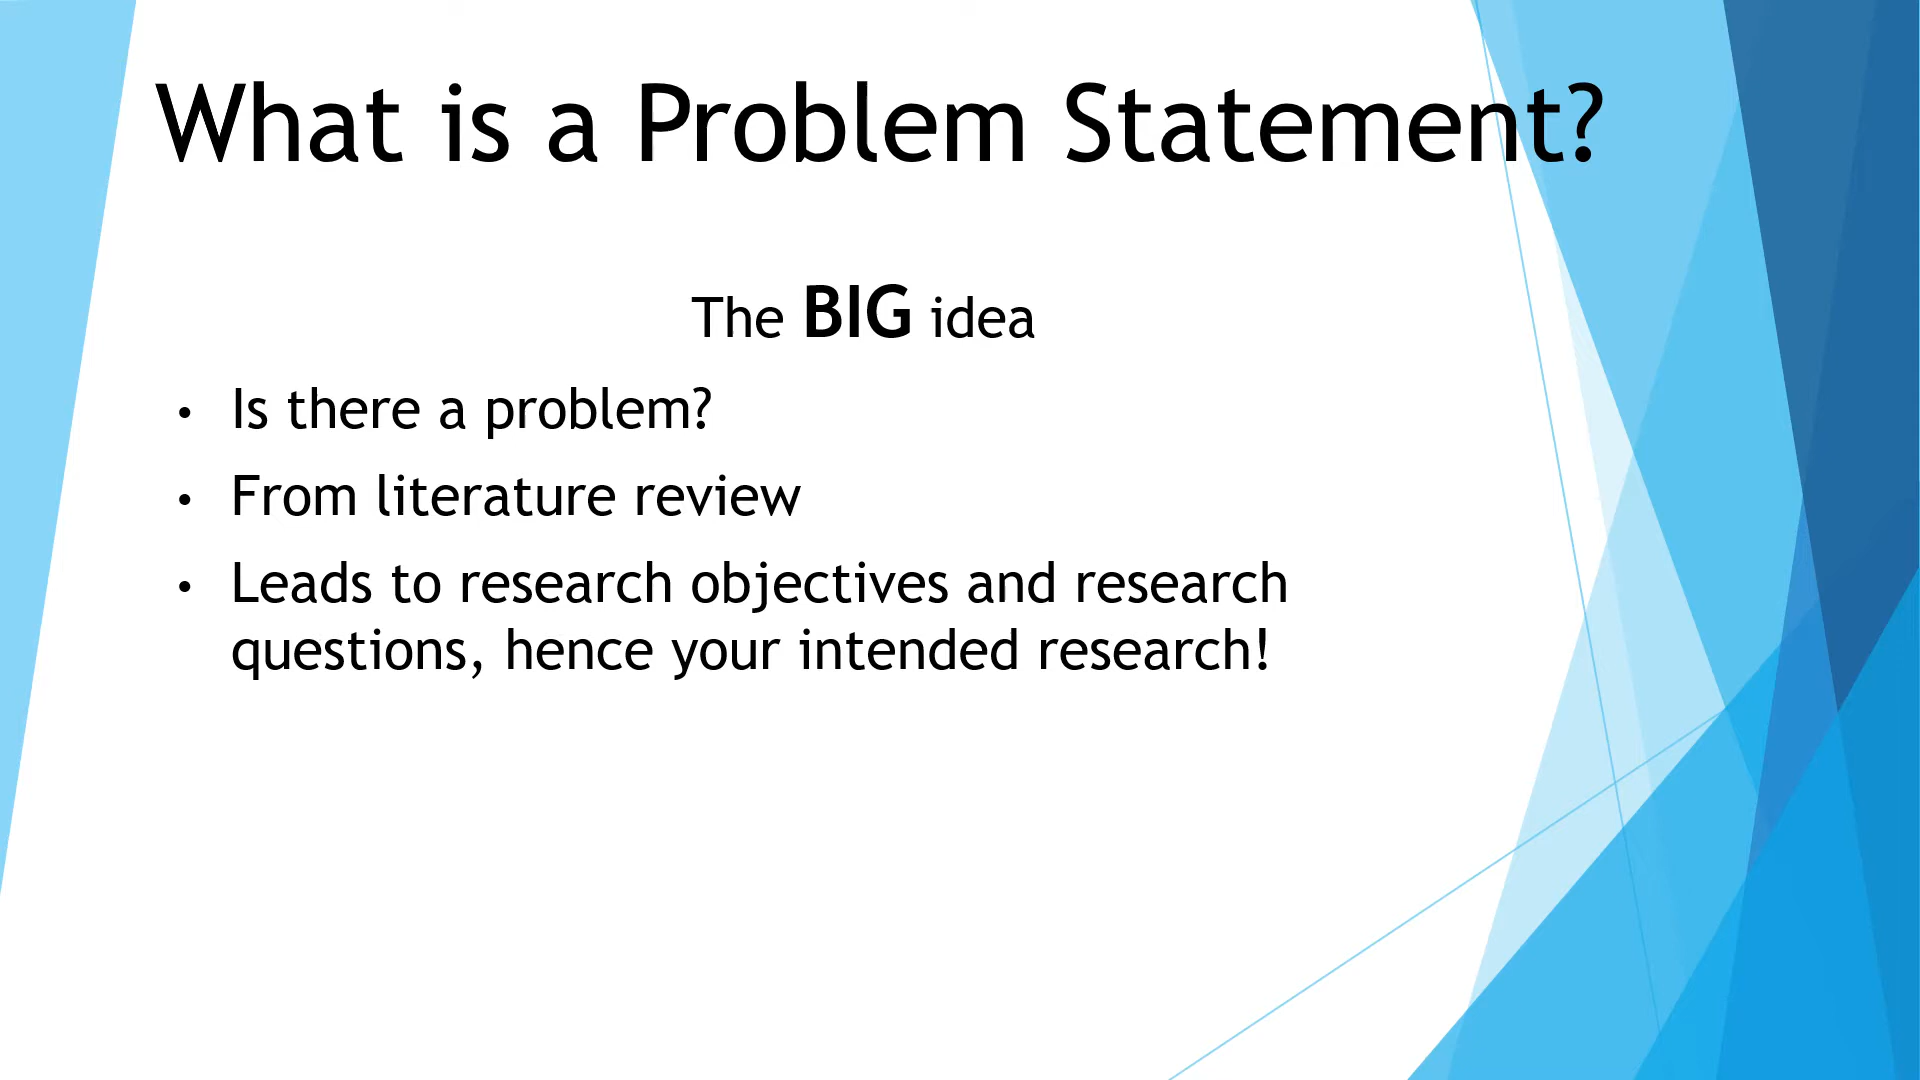 What is a Problem Statement?
The BIG idea
• Is there a problem?
• From literature review
• Leads to research objectives and research
questions, hence your intended research!